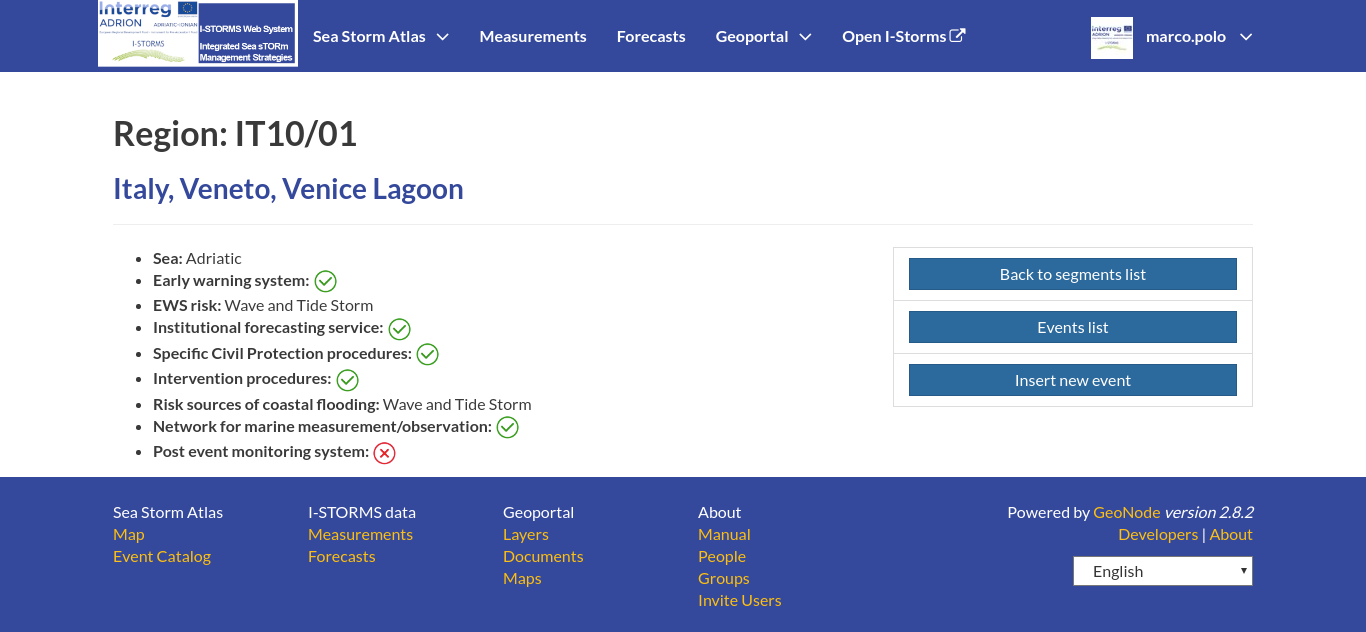 Interreg
ADRION ADRIATIC-IONIAN
I-STORMS
I-STORMS Web System
Integrated Sea sTORm
Management Strategies
Sea Storm Atlas
Measurements
Forecasts
Geoportal
Open I-Storms
Interreg
marco.polo
Region: IT10/01
Italy, Veneto, Venice Lagoon
Sea: Adriatic
Early warning system:
EWS risk: Wave and Tide Storm
Institutional forecasting service:
Specific Civil Protection procedures:
Intervention procedures:
Risk sources of coastal flooding: Wave and Tide Storm
Network for marine measurement/observation:
Post event monitoring system:
Back to segments list
Events list
Insert new event
Sea Storm Atlas
Map
Event Catalog
I-STORMS data
Measurements
Forecasts
Geoportal
Layers
Documents
Maps
About
Manual
People
Groups
Invite Users
Powered by GeoNode version 2.8.2
Developers | About
English